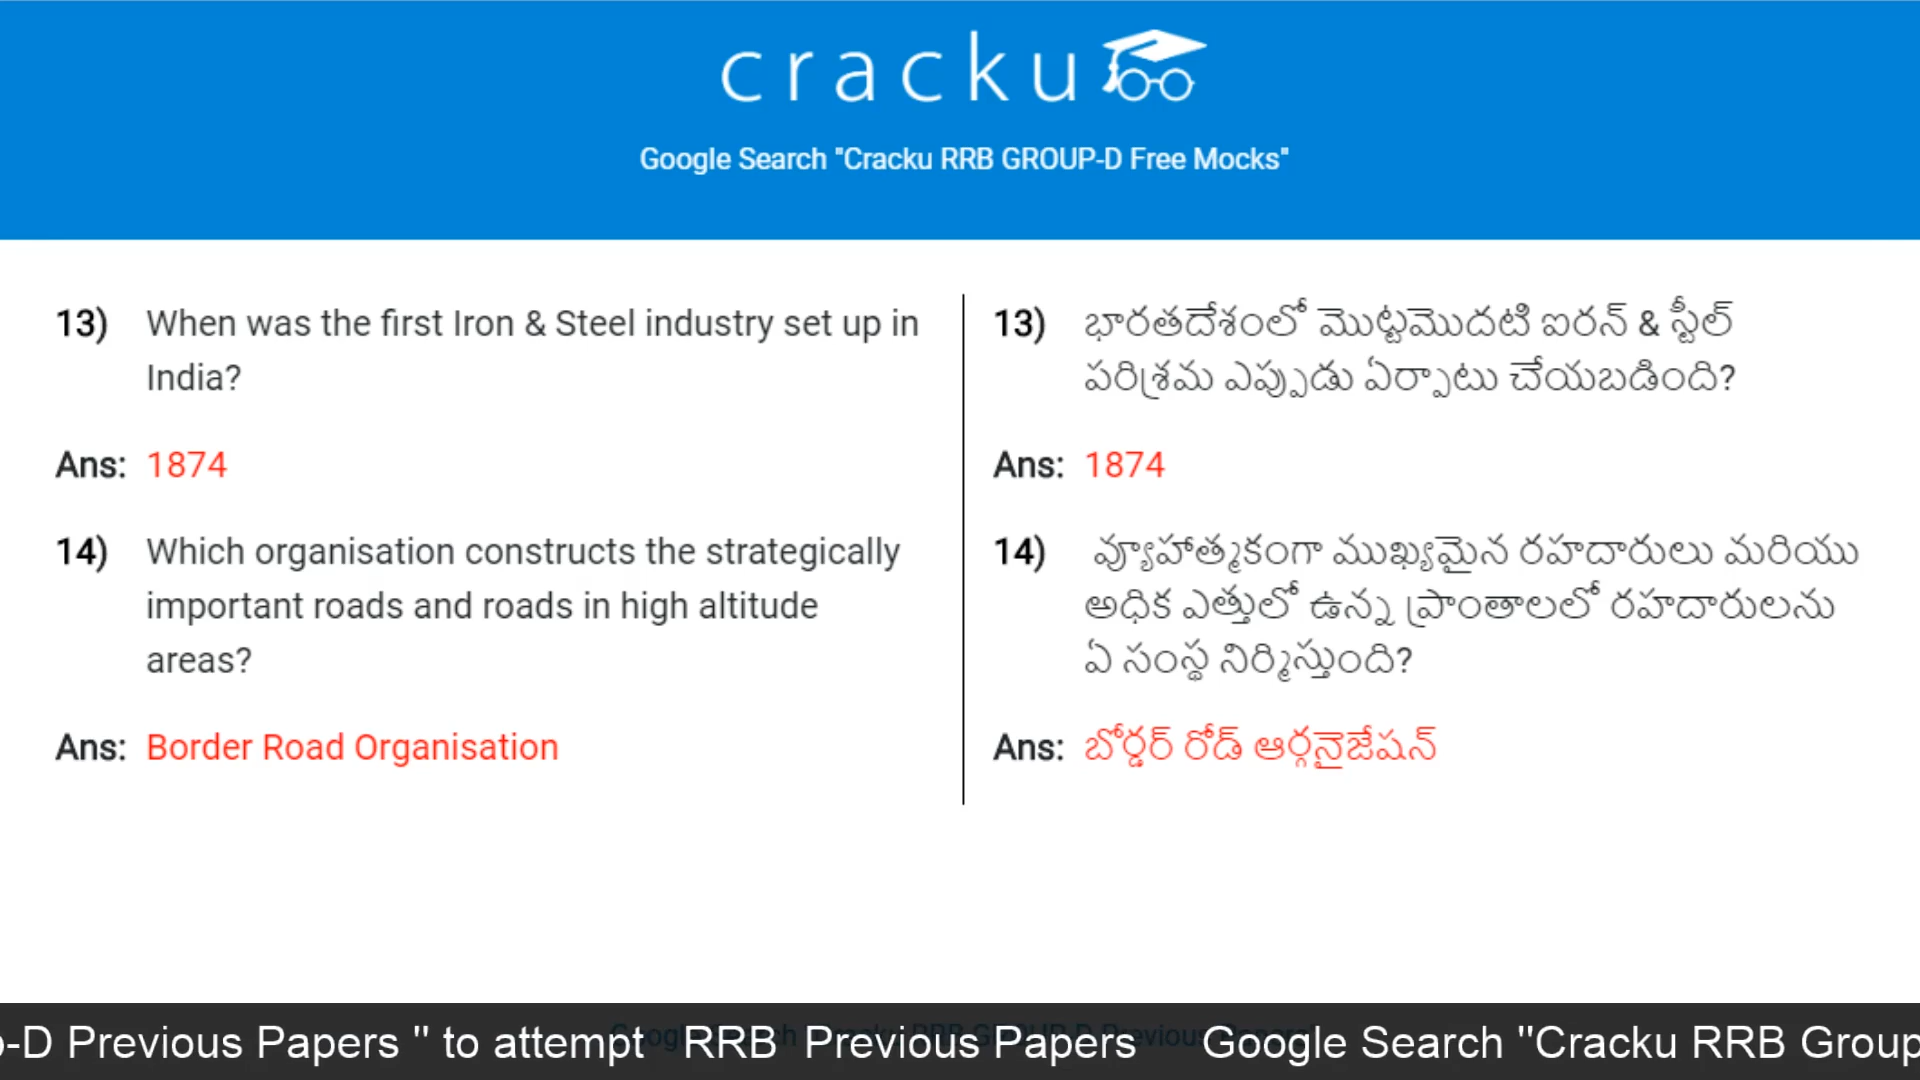 cracku
Google Search "Cracku RRB GROUP-D Free Mocks"
13) When was the first Iron & Steel industry set up in
India?
Ans: 1874
14) Which organisation constructs the strategically
important roads and roads in high altitude
areas?
Ans: Border Road Organisation
13) భారతదేశంలో మొట్టమొదటి ఐరన్ & స్టీల్
పరిశ్రమ ఎప్పుడు ఏర్పాటు చేయబడింది?
Ans: 1874
14) వ్యూహాత్మకంగా ముఖ్యమైన రహదారులు మరియు
అధిక ఎత్తులో ఉన్న ప్రాంతాలలో రహదారులను
ఏ సంస్థ నిర్మిస్తుంది?
Ans: బోర్డర్ రోడ్ ఆర్గనైజేషన్
-D Previous Papers " to attempt RRB Previous Papers Google Search "Cracku RRB Group